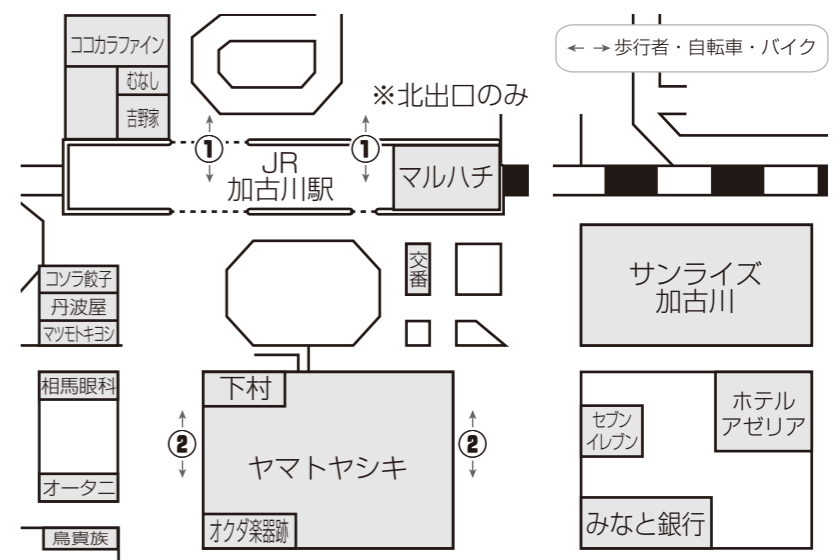 ココカラファイン
むなし
吉野家
← →歩行者・自転車・バイク
※北出口のみ
①
①
JR
加古川駅
マルハチ
交番
サンライズ
加古川
コソラ餃子
丹波屋
マツモトキヨシ
相馬眼科
オータニ
鳥貴族
下村
②
ヤマトヤシキ
②
オクダ楽器跡
セブン
イレブン
ホテル
アゼリア
みなと銀行